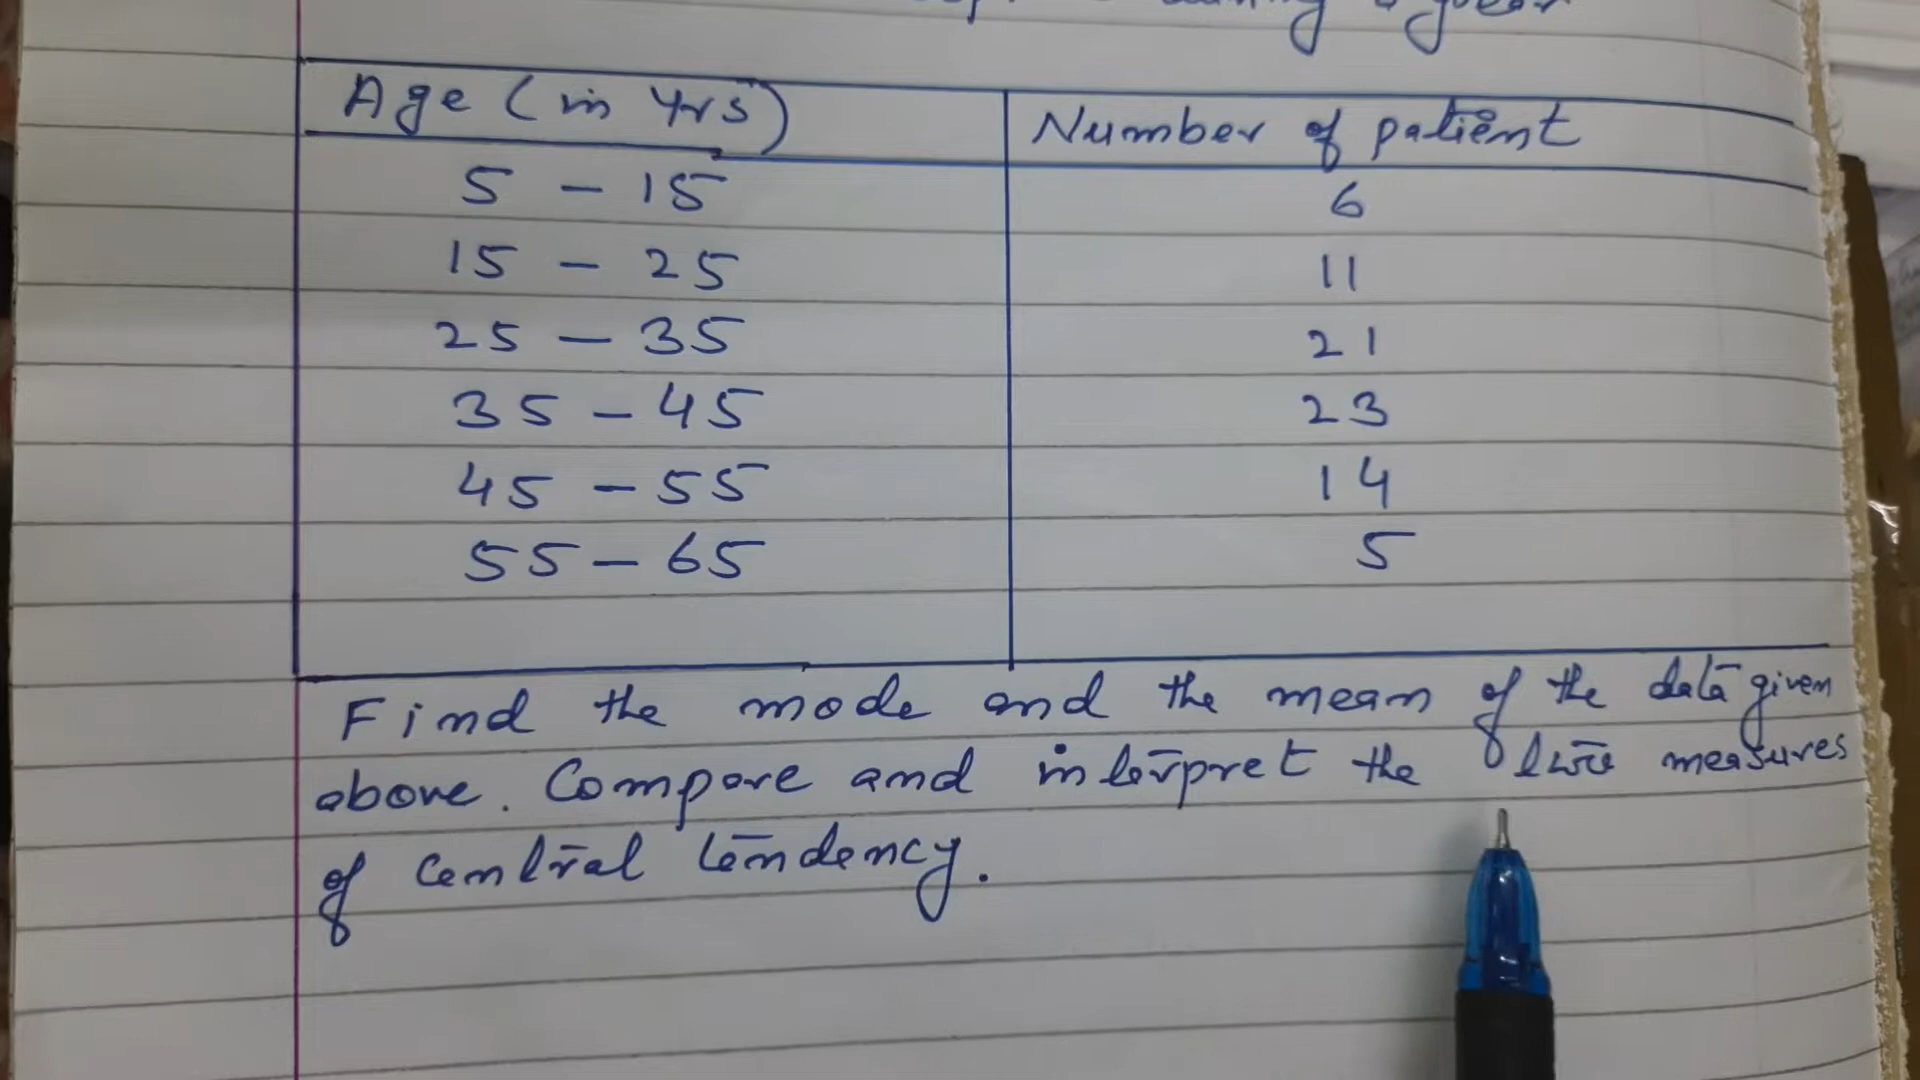 a year
Age (in Yrs) Number of patient
5 - 15 6
15 - 25 11
25 - 35 21
35 - 45 23
45 - 55 14
55 - 65 5
Find the mode and the mean of the data given
above. Compare and interpret the two measures
of central tendency.